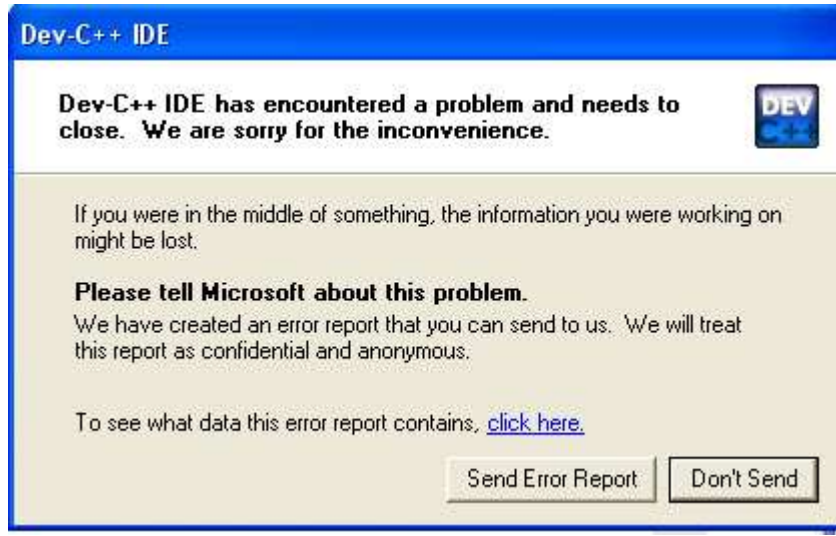 Dev-C++ IDE
Dev-C++ IDE has encountered a problem and needs to
close. We are sorry for the inconvenience.
DEV
C++
If you were in the middle of something, the information you were working on
might be lost.
Please tell Microsoft about this problem.
We have created an error report that you can send to us. We will treat
this report as confidential and anonymous.
To see what data this error report contains, click here.
Send Error Report
Don't Send